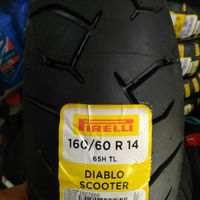 PIRELLI
160/60 R 14
65H TL
DIABLO
SCOOTER